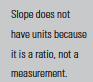 Slope does not
have units because
it is a ratio, not a
measurement.